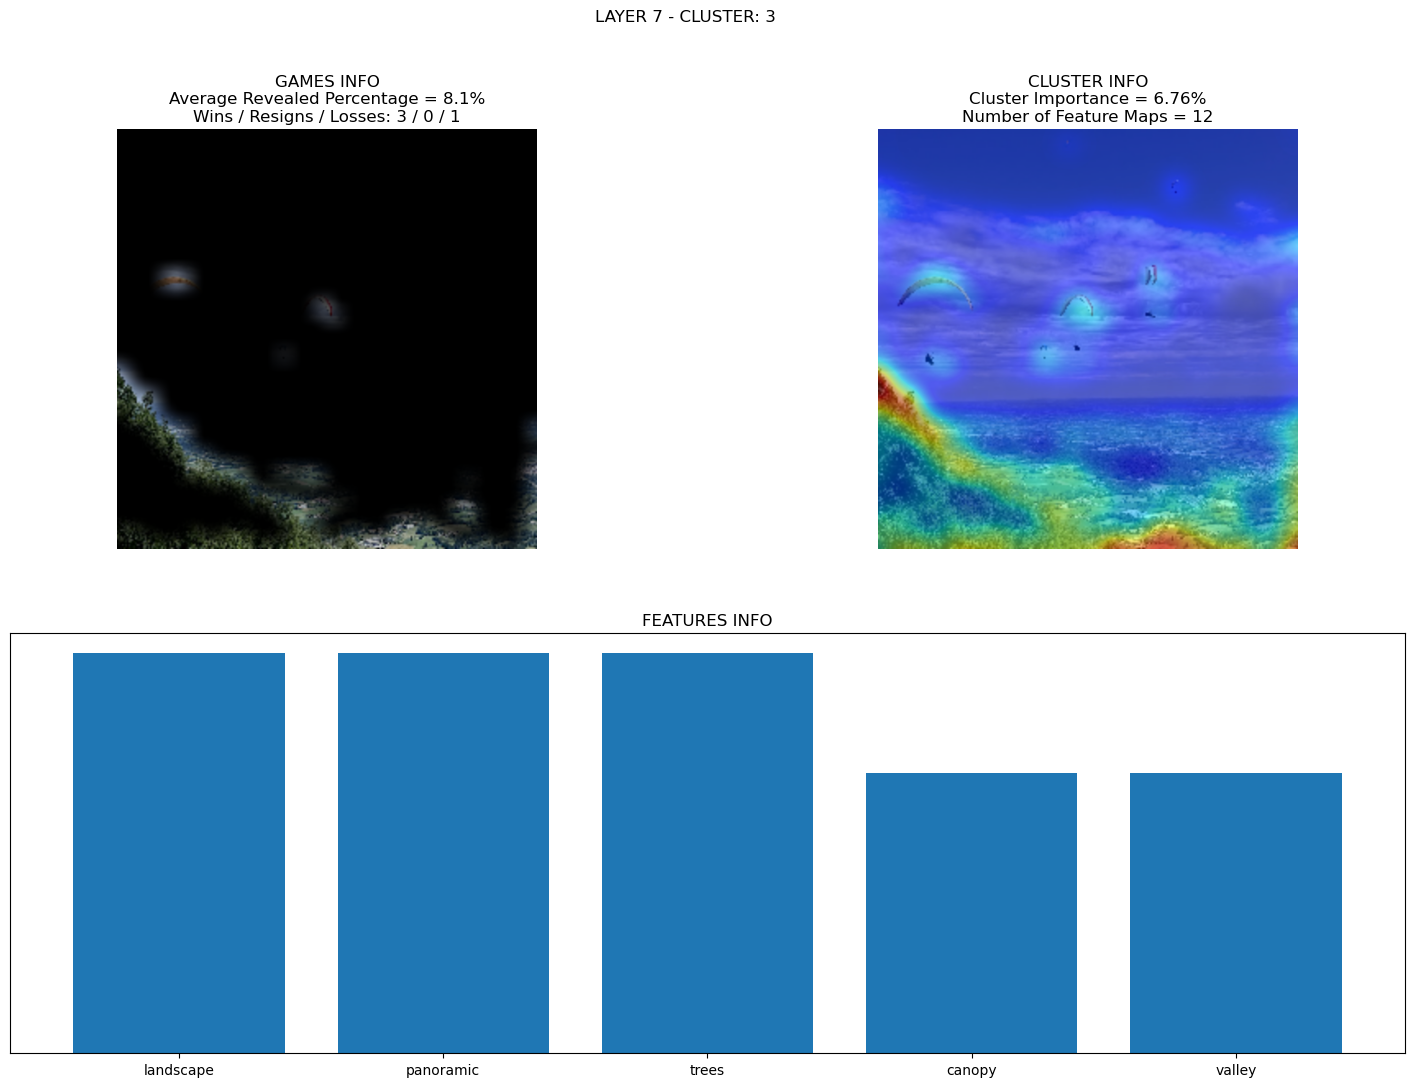 LAYER 7 - CLUSTER: 3
GAMES INFO
Average Revealed Percentage = 8.1%
Wins / Resigns / Losses: 3 / 0 / 1
CLUSTER INFO
Cluster Importance = 6.76%
Number of Feature Maps = 12
FEATURES INFO
landscape
panoramic
trees
canopy
valley